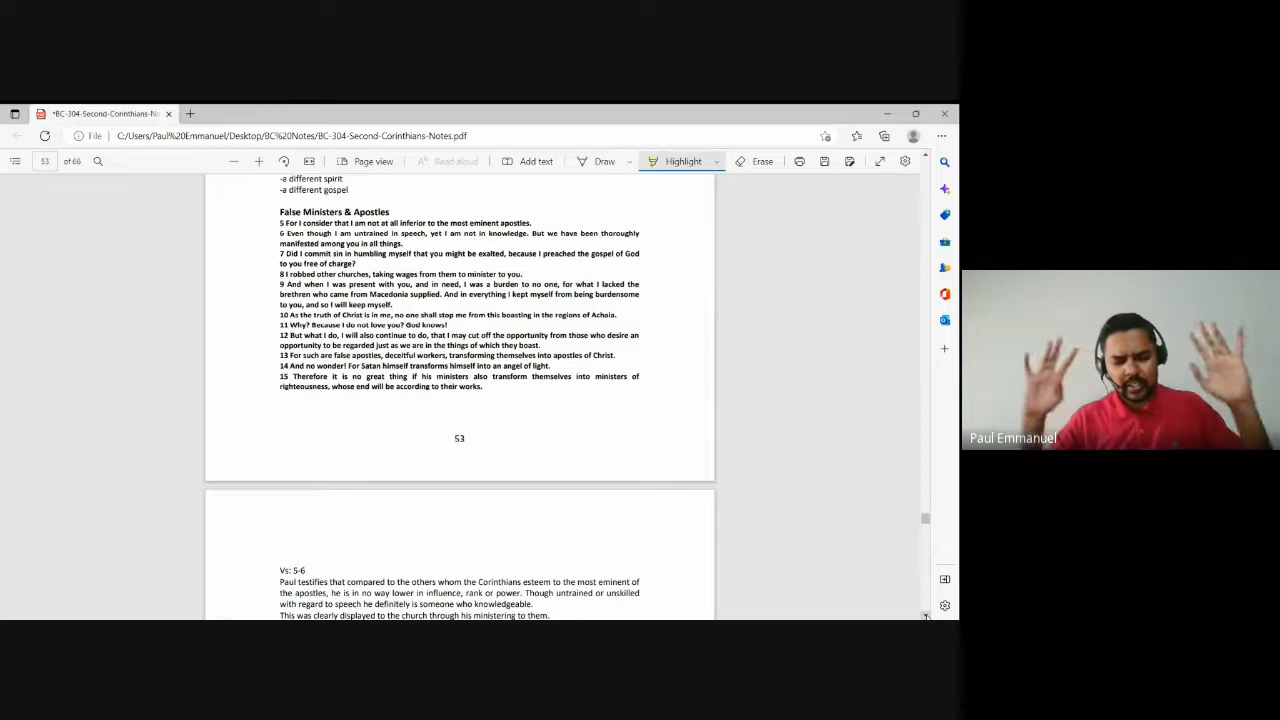 *BC-304-Second-Corinthians-No
File
C:/Users/Paul%20Emmanuel/Desktop/BC%20Notes/BC-304-Second-Corinthians-Notes.pdf
53 of 66
Page view
Read aloud
Add text
Draw
Highlight
Erase
-a different spirit
-a different gospel
False Ministers & Apostles
5 For I consider that I am not at all inferior to the most eminent apostles.
6 Even though I am untrained in speech, yet I am not in knowledge. But we have been thoroughly
manifested among you in all things.
7 Did I commit sin in humbling myself that you might be exalted, because I preached the gospel of God
to you free of charge?
8 I robbed other churches, taking wages from them to minister to you.
9 And when I was present with you, and in need, I was a burden to no one, for what I lacked the
brethren who came from Macedonia supplied. And in everything I kept myself from being burdensome
to you, and so I will keep myself.
10 As the truth of Christ is in me, no one shall stop me from this boasting in the regions of Achaia.
11 Why? Because I do not love you? God knows!
12 But what I do, I will also continue to do, that I may cut off the opportunity from those who desire an
opportunity to be regarded just as we are in the things of which they boast.
13 For such are false apostles, deceitful workers, transforming themselves into apostles of Christ.
14 And no wonder! For Satan himself transforms himself into an angel of light.
15 Therefore it is no great thing if his ministers also transform themselves into ministers of
righteousness, whose end will be according to their works.
53
Vs: 5-6
Paul testifies that compared to the others whom the Corinthians esteem to the most eminent of
the apostles, he is in no way lower in influence, rank or power. Though untrained or unskilled
with regard to speech he definitely is someone who knowledgeable.
This was clearly displayed to the church through his ministering to them.
Paul Emmanuel